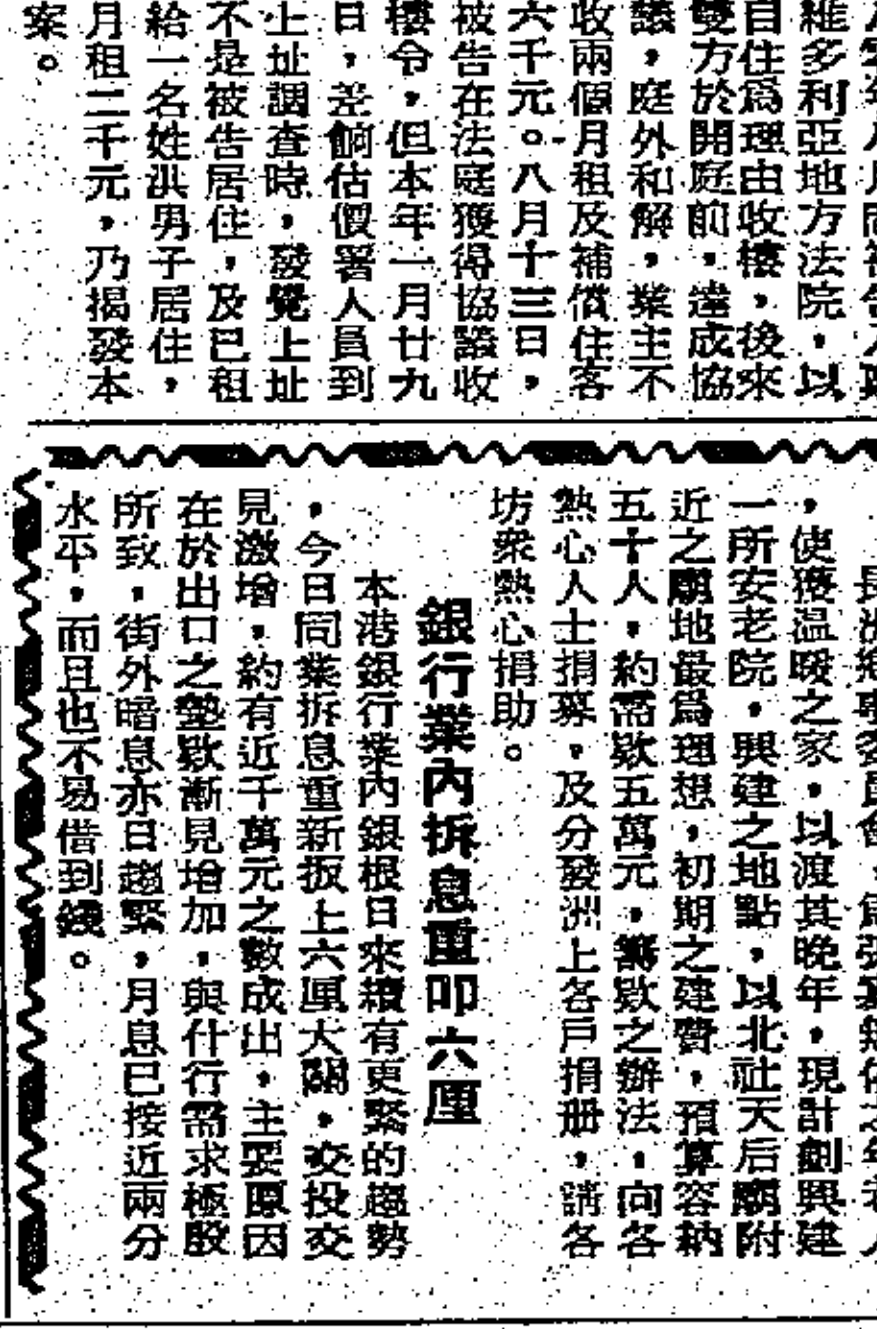 維多利亞地方法院，以
自住爲理由收樓，後來
雙方於開庭前，達成協
議，庭外和解，業主不
收兩個月租及補償住客
六千元。八月十三日，
被告在法庭獲得協議收
樓令，但本年一月廿九
日，差餉估價署人員到
上址調查時，發覺上址
不是被告居住，及已租
給一名姓洪男子居住，
月租二千元，乃揭發本
案。
，使獲温暖之家，以渡其晚年，現計劃興建
一所安老院，興建之地點，以北社天后廟附
近之廟地最爲理想，初期之建費，預算容納
五十人，約需欵五萬元，籌欵之辦法，向各
熱心人士捐募，及分發洲上各戶捐册，請各
坊衆熱心捐助。
銀行業內拆息重叩六厘
本港銀行業內銀根日來續有更緊的趨勢
，今日同業拆息重新扳上六厘大關，交投交
見激增，約有近千萬元之數成出，主要原因
在於出口之墊欵漸見增加，與什行需求極殷
所致，街外暗息亦日趨緊，月息已接近兩分
水平，而且也不易借到錢。